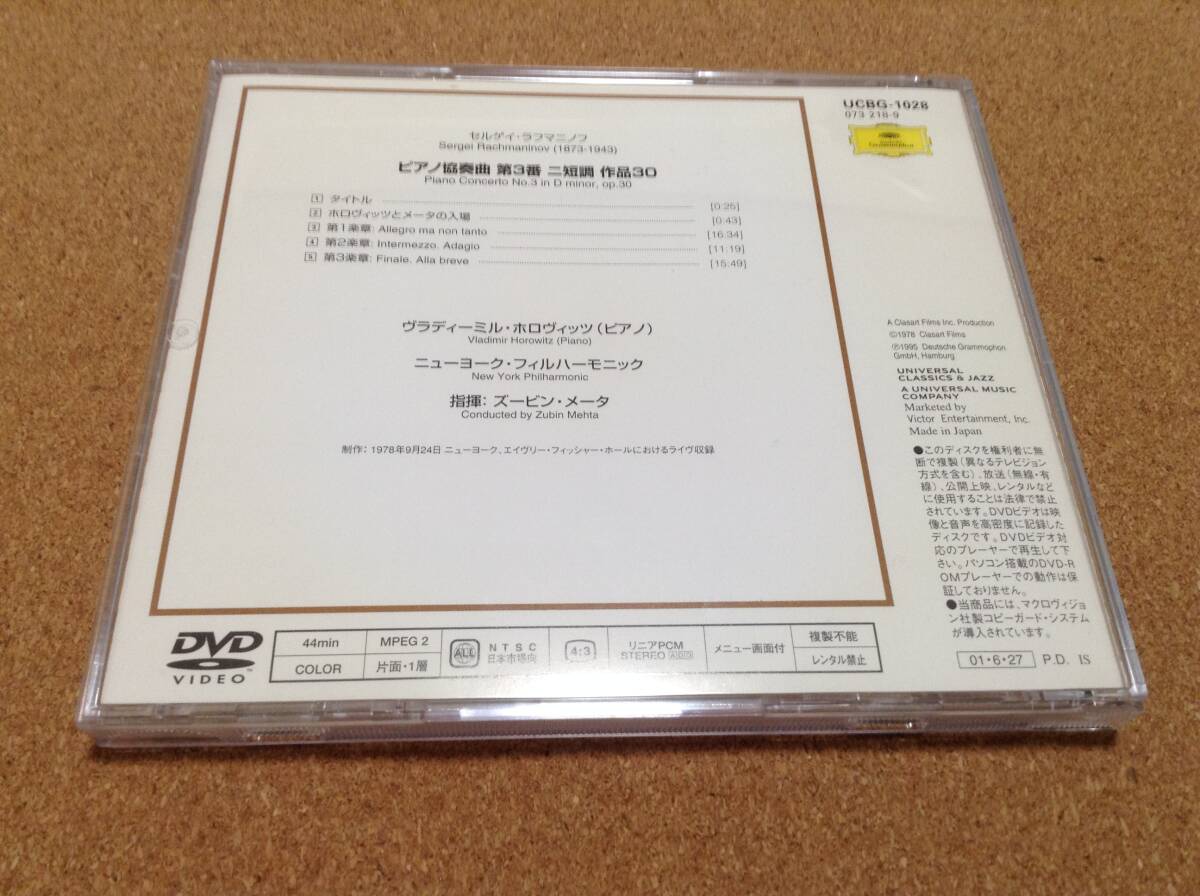 セルゲイ・ラフマニノフ
Sergei Rachmaninov (1873-1943)
ピアノ協奏曲 第3番 ニ短調 作品30
Piano Concerto No.3 in D minor, op.30
1 タイトル [0:25]
2 ホロヴィッツとメータの入場 [0:43]
3 第1楽章: Allegro ma non tanto [16:34]
4 第2楽章: Intermezzo. Adagio [11:19]
5 第3楽章: Finale. Alla breve [15:49]
ヴラディーミル・ホロヴィッツ(ピアノ)
Vladimir Horowitz (Piano)
ニューヨーク・フィルハーモニック
New York Philharmonic
指揮: ズービン・メータ
Conducted by Zubin Mehta
制作: 1978年9月24日 ニューヨーク、エイヴリー・フィッシャー・ホールにおけるライヴ収録
UCBG-1028
073 218-9
Deutsche
Grammophon
A Clasart Films Inc. Production
©1978 Clasart Films
℗1995 Deutsche Grammophon
GmbH, Hamburg
UNIVERSAL
CLASSICS & JAZZ
A UNIVERSAL MUSIC
COMPANY
Marketed by
Victor Entertainment, Inc.
Made in Japan
●このディスクを権利者に無
断で複製(異なるテレビジョン
方式を含む)、放送(無線・有
線)、公開上映、レンタルなど
に使用することは法律で禁止
されています。DVDビデオは映
像と音声を高密度に記録した
ディスクです。DVDビデオ対
応のプレーヤーで再生して下
さい。パソコン搭載のDVD-R
OMプレーヤーでの動作は保
証しておりません。
●当商品には、マクロヴィジョ
ン社製コピーガード・システム
が導入されています。
01・6・27 P.D. IS
DVD
VIDEO
44min
COLOR
MPEG 2
片面・1層
ALL
NTSC
日本市場向
4:3
リニアPCM
STEREO AUDIO
メニュー画面付
複製不能
レンタル禁止